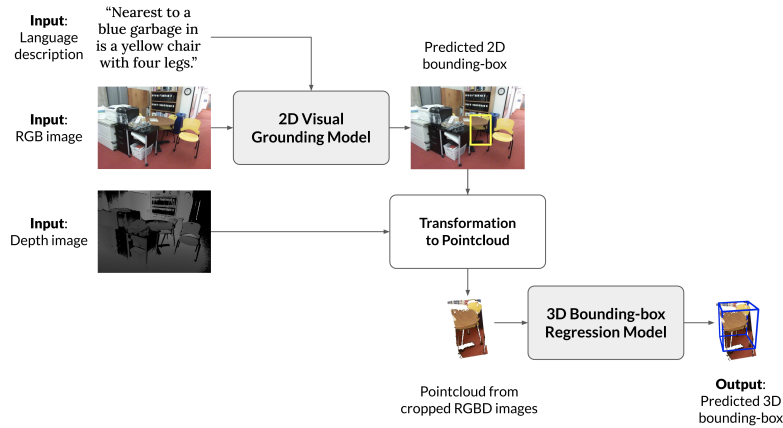 Input:
Language
description
“Nearest to a
blue garbage in
is a yellow chair
with four legs.”
Predicted 2D
bounding-box
Input:
RGB image
2D Visual
Grounding Model
Input:
Depth image
Transformation
to Pointcloud
3D Bounding-box
Regression Model
Pointcloud from
cropped RGBD images
Output:
Predicted 3D
bounding-box